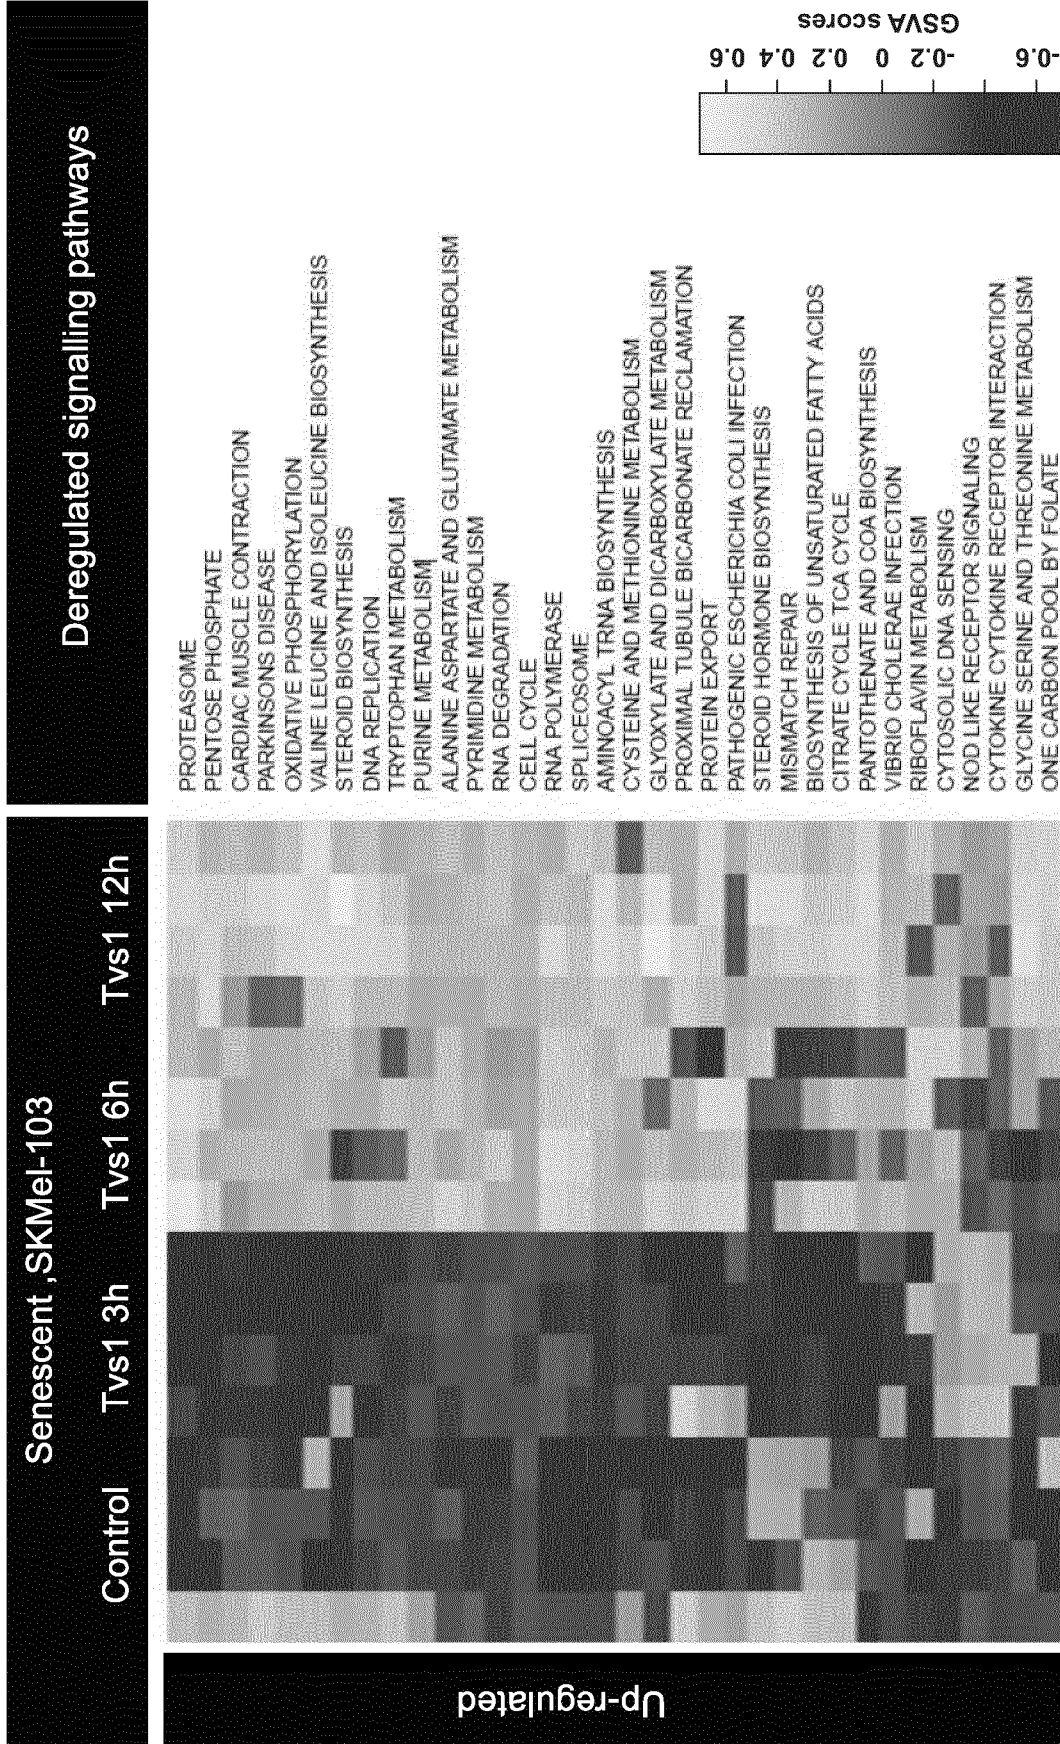 Senescent ,SKMel-103
Control Tvs1 3h Tvs1 6h Tvs1 12h
Deregulated signalling pathways
Up-regulated
PROTEASOME
PENTOSE PHOSPHATE
CARDIAC MUSCLE CONTRACTION
PARKINSONS DISEASE
OXIDATIVE PHOSPHORYLATION
VALINE LEUCINE AND ISOLEUCINE BIOSYNTHESIS
STEROID BIOSYNTHESIS
DNA REPLICATION
TRYPTOPHAN METABOLISM
PURINE METABOLISM
ALANINE ASPARTATE AND GLUTAMATE METABOLISM
PYRIMIDINE METABOLISM
RNA DEGRADATION
CELL CYCLE
RNA POLYMERASE
SPLICEOSOME
AMINOACYL TRNA BIOSYNTHESIS
CYSTEINE AND METHIONINE METABOLISM
GLYOXYLATE AND DICARBOXYLATE METABOLISM
PROXIMAL TUBULE BICARBONATE RECLAMATION
PROTEIN EXPORT
PATHOGENIC ESCHERICHIA COLI INFECTION
STEROID HORMONE BIOSYNTHESIS
MISMATCH REPAIR
BIOSYNTHESIS OF UNSATURATED FATTY ACIDS
CITRATE CYCLE TCA CYCLE
PANTOTHENATE AND COA BIOSYNTHESIS
VIBRIO CHOLERAE INFECTION
RIBOFLAVIN METABOLISM
CYTOSOLIC DNA SENSING
NOD LIKE RECEPTOR SIGNALING
CYTOKINE CYTOKINE RECEPTOR INTERACTION
GLYCINE SERINE AND THREONINE METABOLISM
ONE CARBON POOL BY FOLATE
0.6
0.4
0.2
0
-0.2
-0.6
GSVA scores